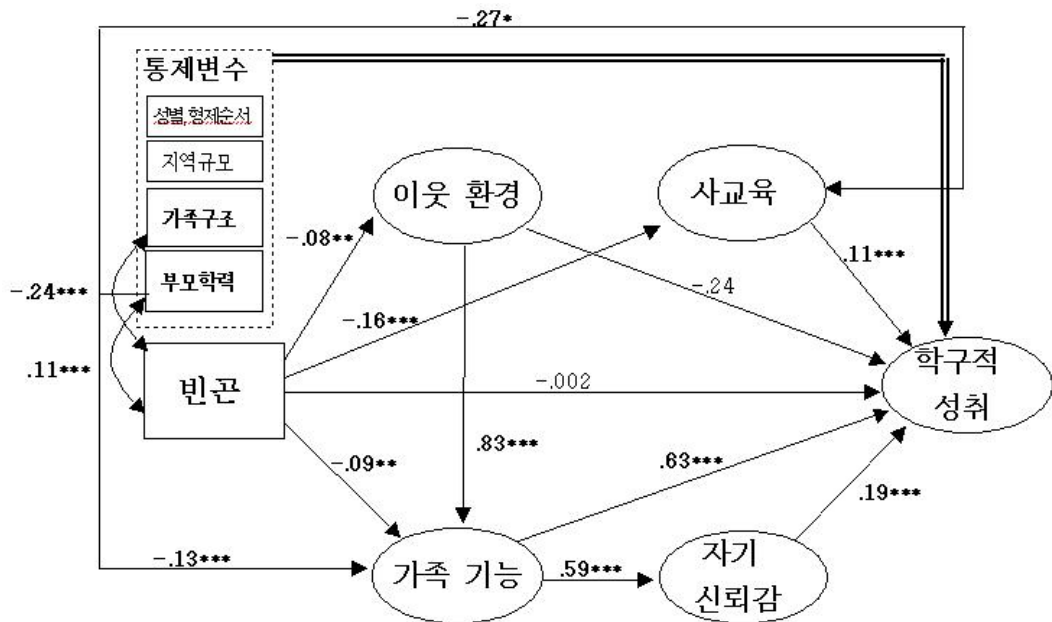 -.27*
통제변수
성별,형제순서
지역규모
가족구조
부모학력
이웃 환경
사교육
-.08**
.11***
-.24***
-.16***
-.24
.11***
빈곤
-.002
학구적
성취
-.09**
.83***
.63***
.19***
-.13***
가족 기능
.59***
자기
신뢰감